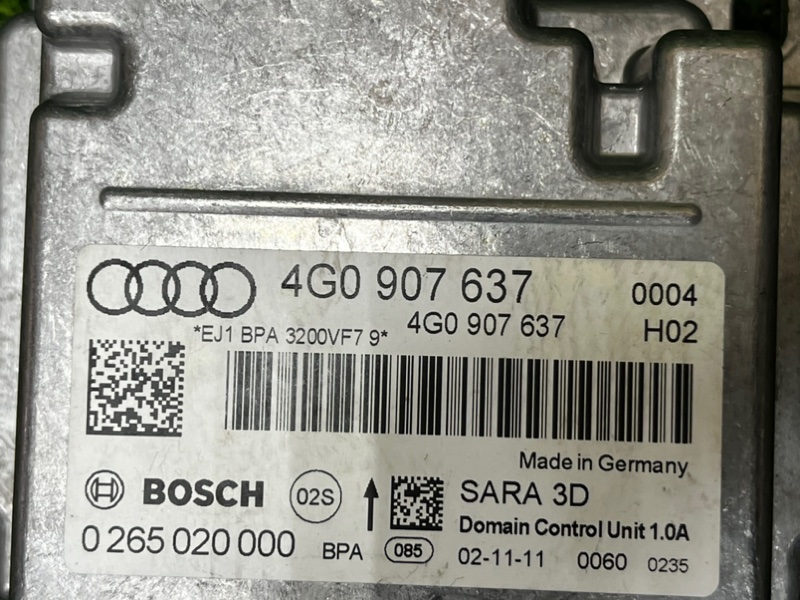 4G0 907 637 0004
*EJ1 BPA 3200VF7 9* 4G0 907 637 H02
Made in Germany
BOSCH 02S SARA 3D
Domain Control Unit 1.0A
0 265 020 000 BPA 085 02-11-11 0060 0235